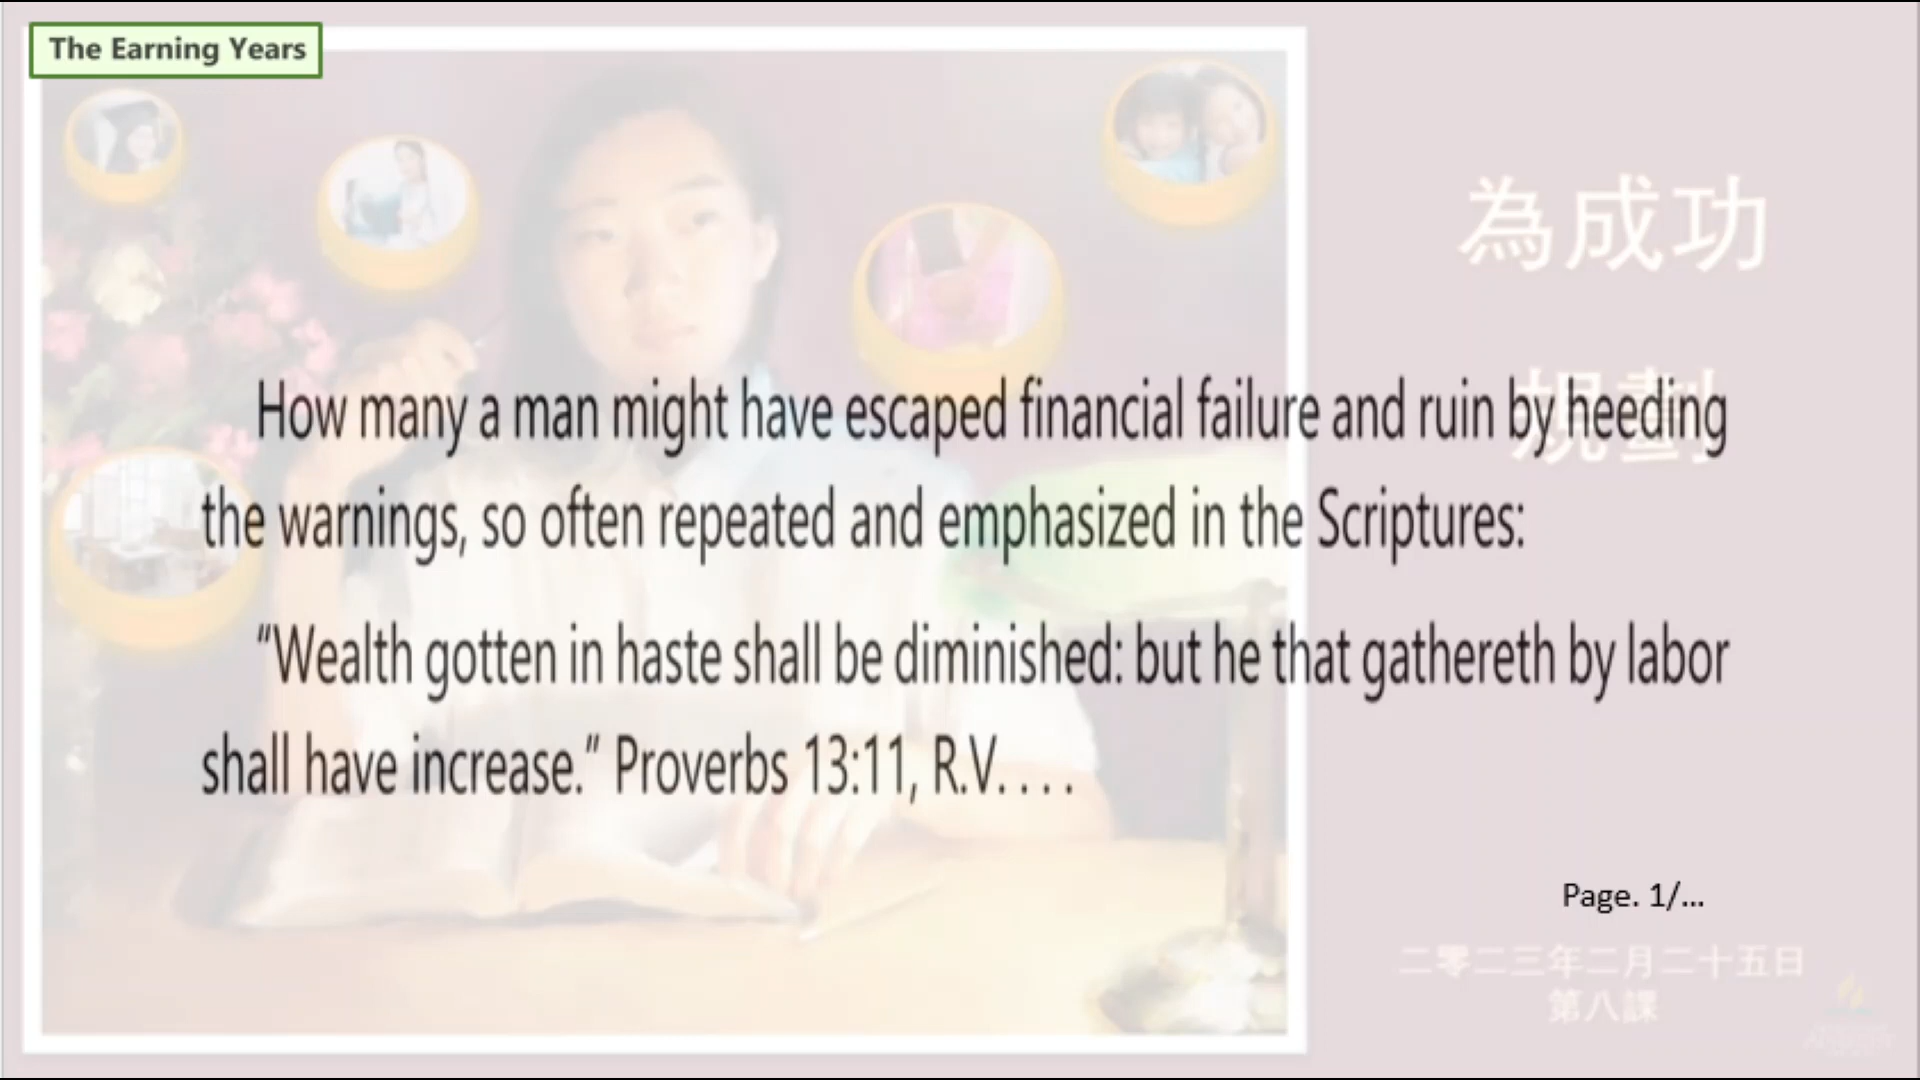 The Earning Years
為成功
規劃
How many a man might have escaped financial failure and ruin by heeding
the warnings, so often repeated and emphasized in the Scriptures:
“Wealth gotten in haste shall be diminished: but he that gathereth by labor
shall have increase.” Proverbs 13:11, R.V. . . .
Page. 1/...
二零二三年二月二十五日
第八課